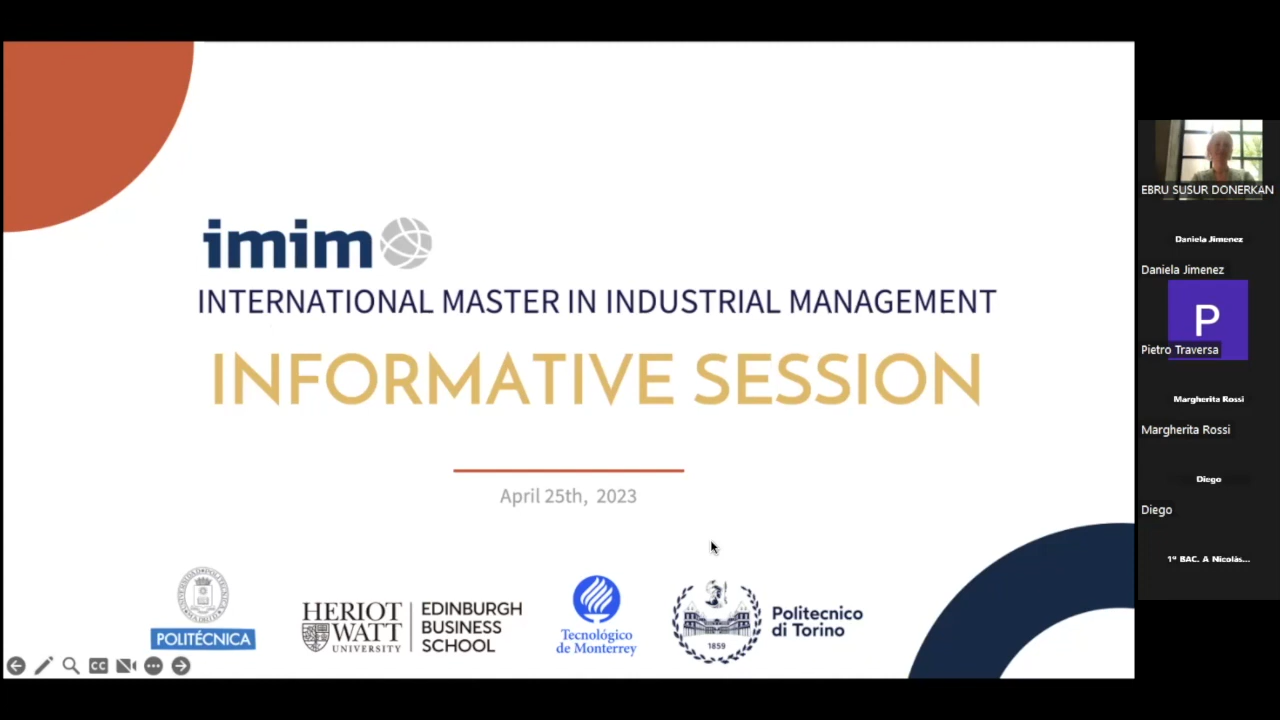 imim
INTERNATIONAL MASTER IN INDUSTRIAL MANAGEMENT
INFORMATIVE SESSION
April 25th, 2023
POLITÉCNICA
HERIOT
WATT
UNIVERSITY
EDINBURGH
BUSINESS
SCHOOL
Tecnológico
de Monterrey
1859
Politecnico
di Torino
CC
EBRU SUSUR DONERKAN
Daniela Jimenez
Daniela Jimenez
P
Pietro Traversa
Margherita Rossi
Margherita Rossi
Diego
Diego
1º BAC. A Nicolás...